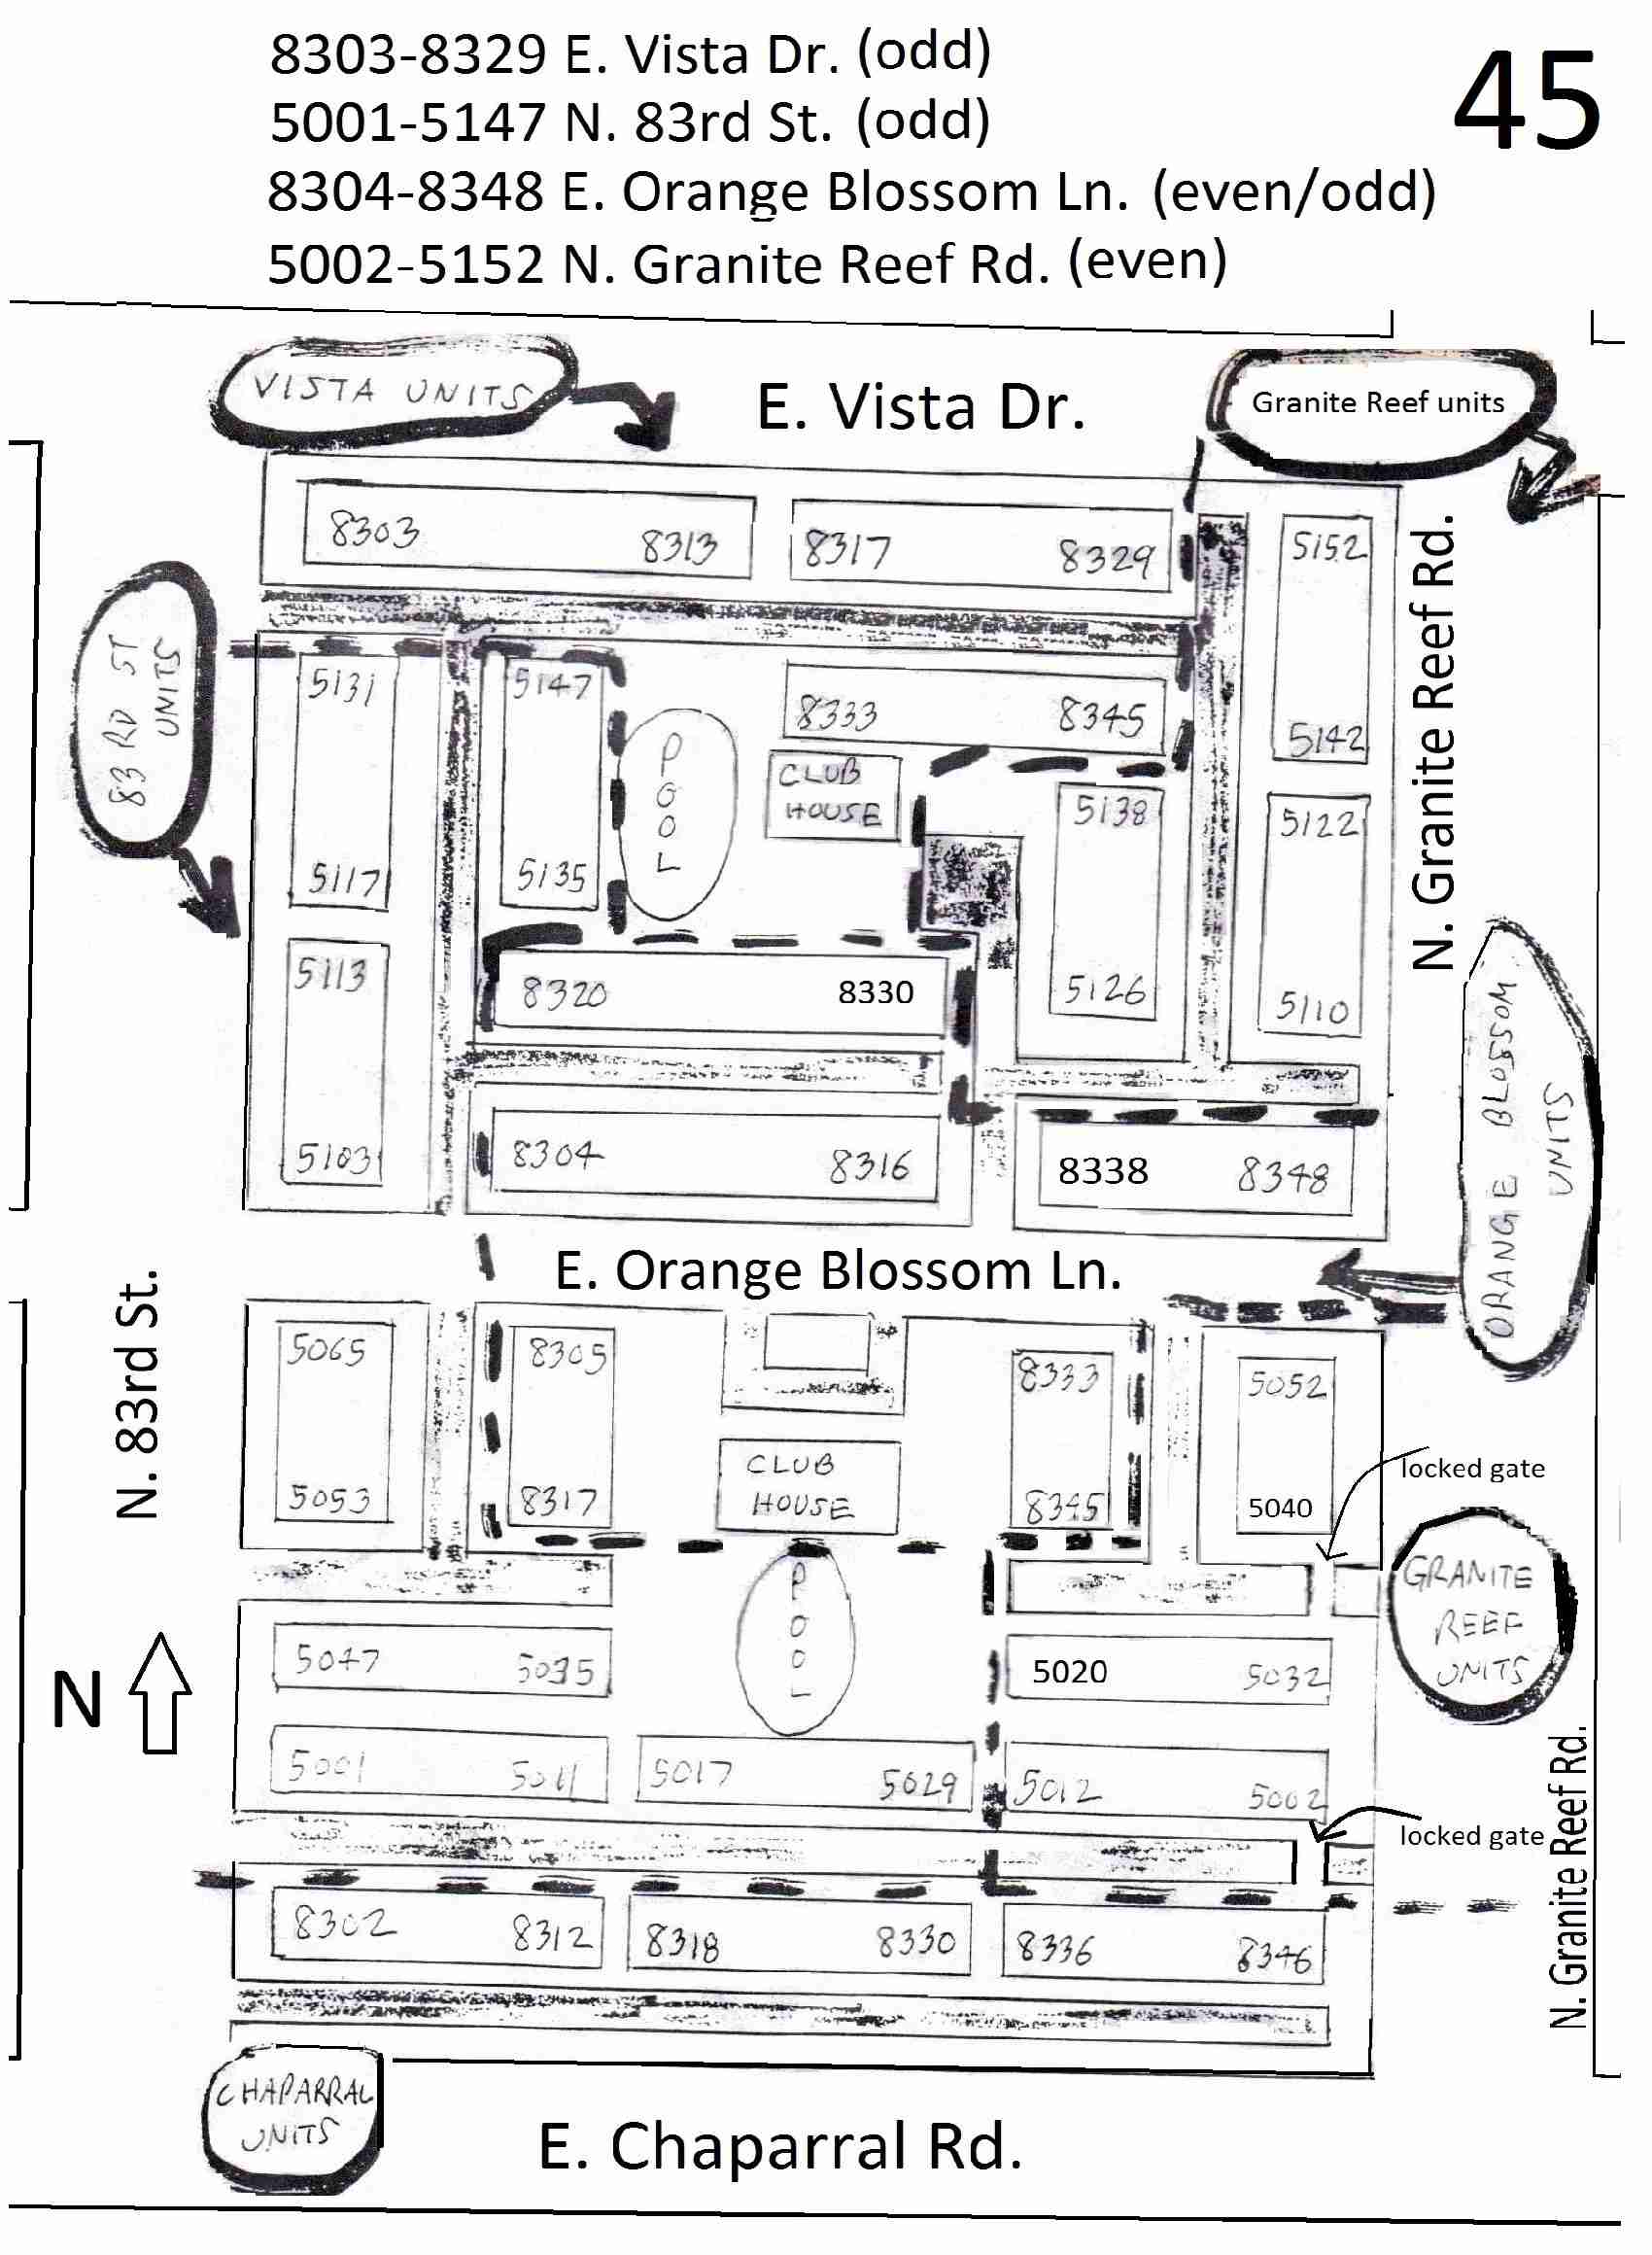 8303-8329 E. Vista Dr. (odd)
45
5001-5147 N. 83rd St. (odd)
8304-8348 E. Orange Blossom Ln. (even/odd)
5002-5152 N. Granite Reef Rd. (even)
VISTA UNITS
E. Vista Dr.
Granite Reef units
8303 8313 8317 8329
5152
5142
N. Granite Reef Rd.
83 RD ST
UNITS
5131
5117
5147
5135
POOL
8333 8345
CLUB
HOUSE
5138
5126
5122
5110
5113
5103
8320 8330
8304 8316
8338 8348
ORANGE BLOSSOM
UNITS
E. Orange Blossom Ln.
N. 83rd St.
5065
5053
8305
8317
CLUB
HOUSE
8333
8345
5052
5040
locked gate
GRANITE
REEF
UNITS
N
5047 5035
POOL
5020 5032
5001 5011 5017 5029 5012 5002
locked gate
N. Granite Reef Rd.
8302 8312 8318 8330 8336 8346
CHAPARRAL
UNITS
E. Chaparral Rd.